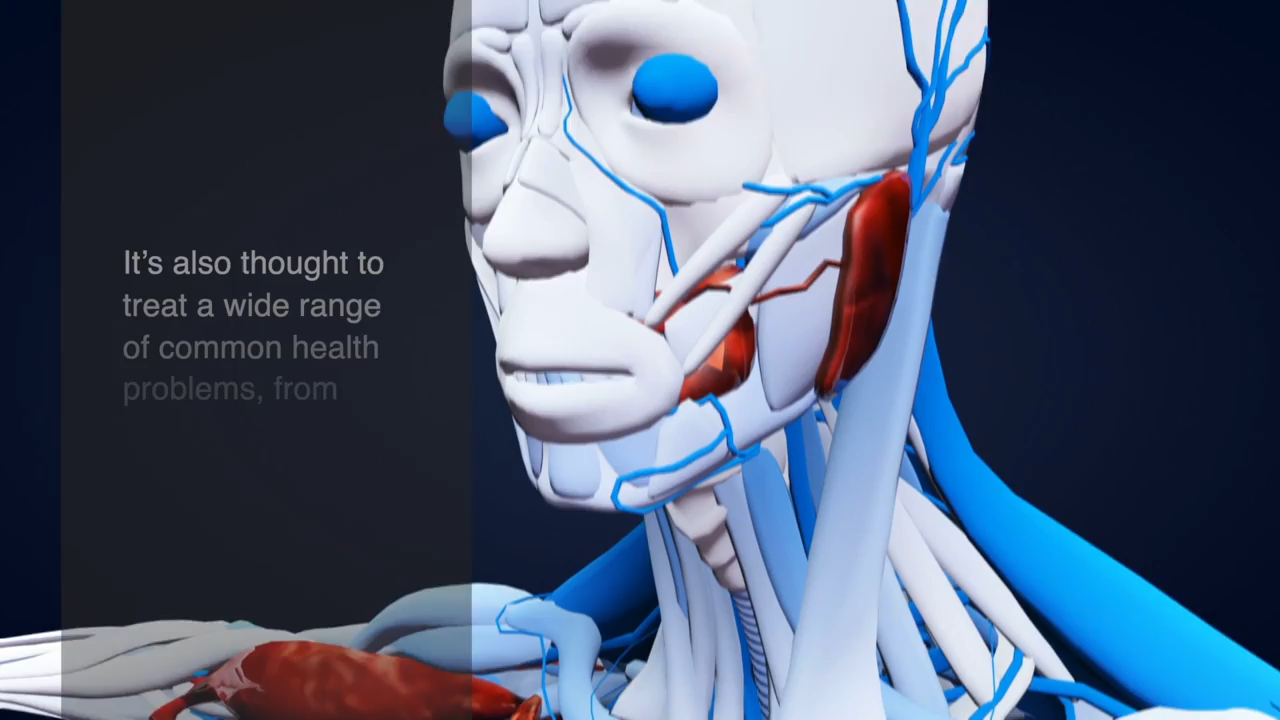 It’s also thought to
treat a wide range
of common health
problems, from